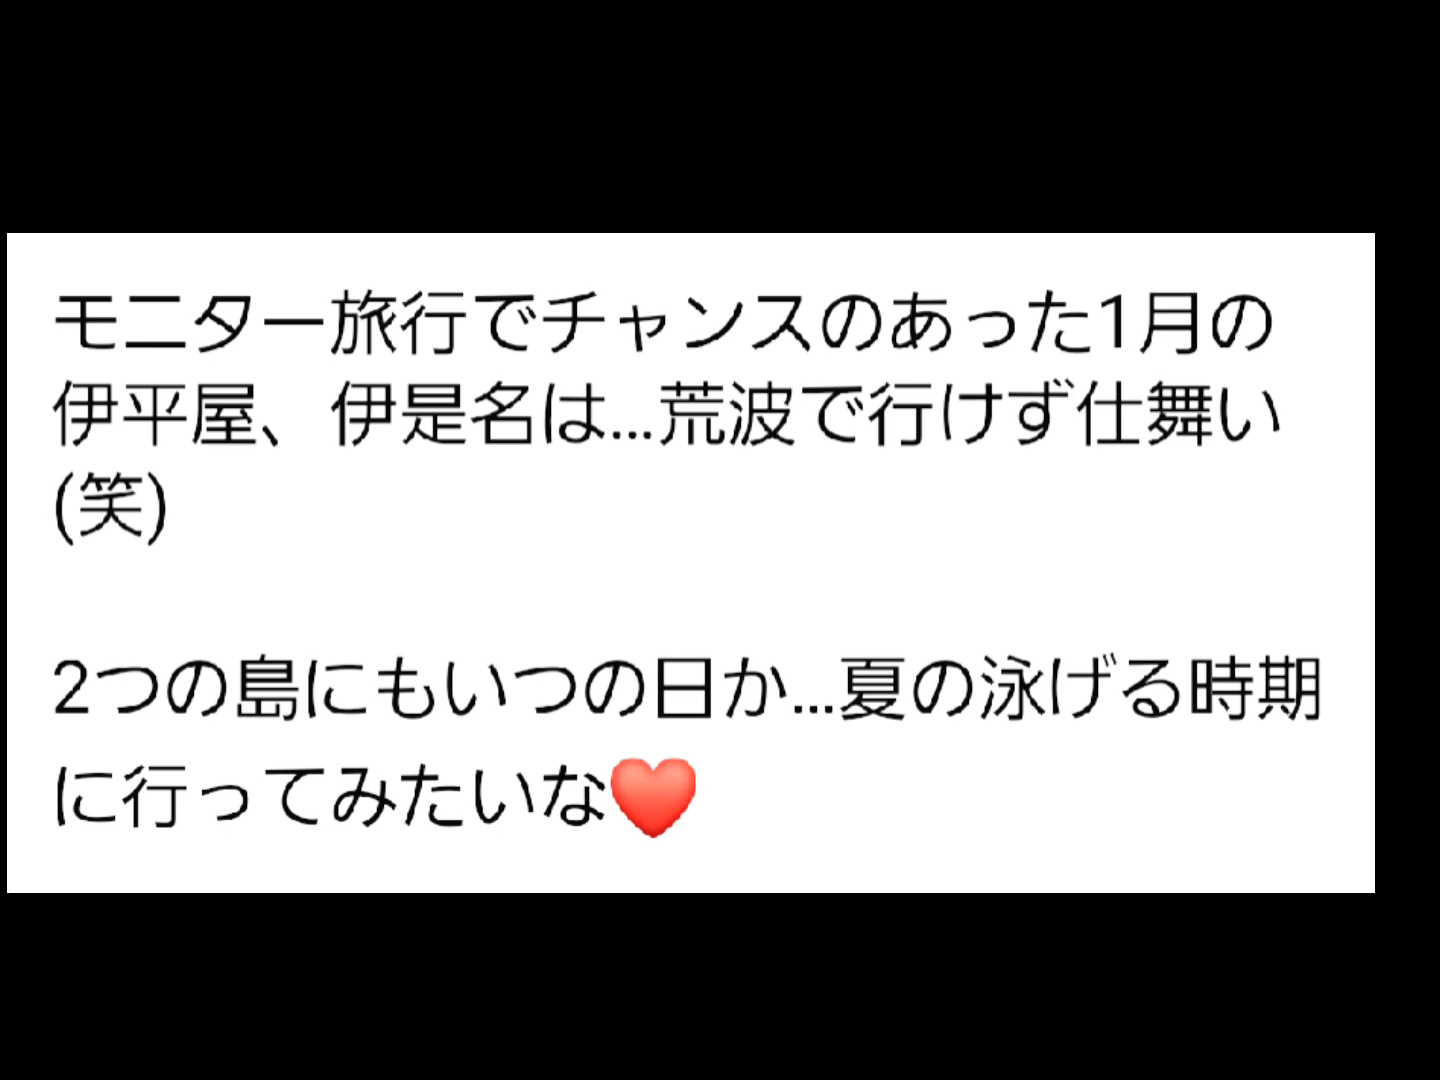 モニター旅行でチャンスのあった1月の
伊平屋、伊是名は...荒波で行けず仕舞い
(笑)
2つの島にもいつの日か...夏の泳げる時期
に行ってみたいな❤️